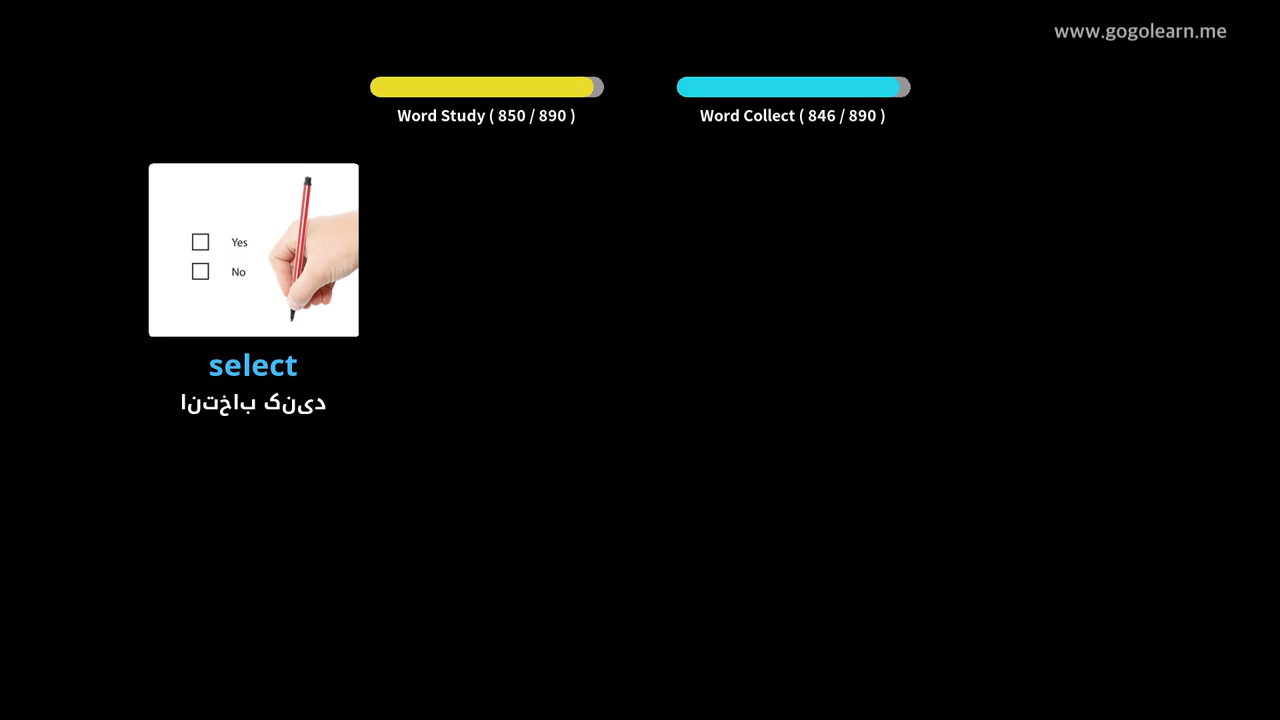 www.gogolearn.me
Word Study ( 850 / 890 )
Word Collect ( 846 / 890 )
Yes
No
select
انتخاب کنید